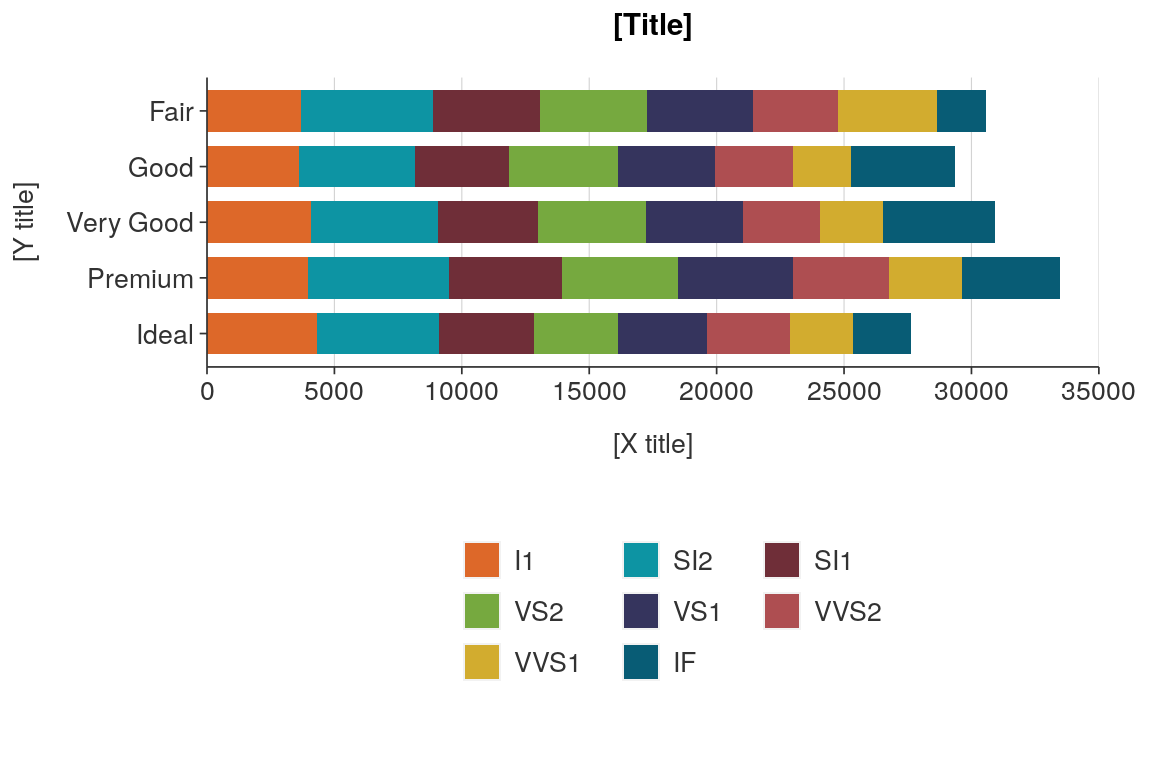 [Title]
[Y title]
Fair
Good
Very Good
Premium
Ideal
0 5000 10000 15000 20000 25000 30000 35000
[X title]
I1 SI2 SI1
VS2 VS1 VVS2
VVS1 IF